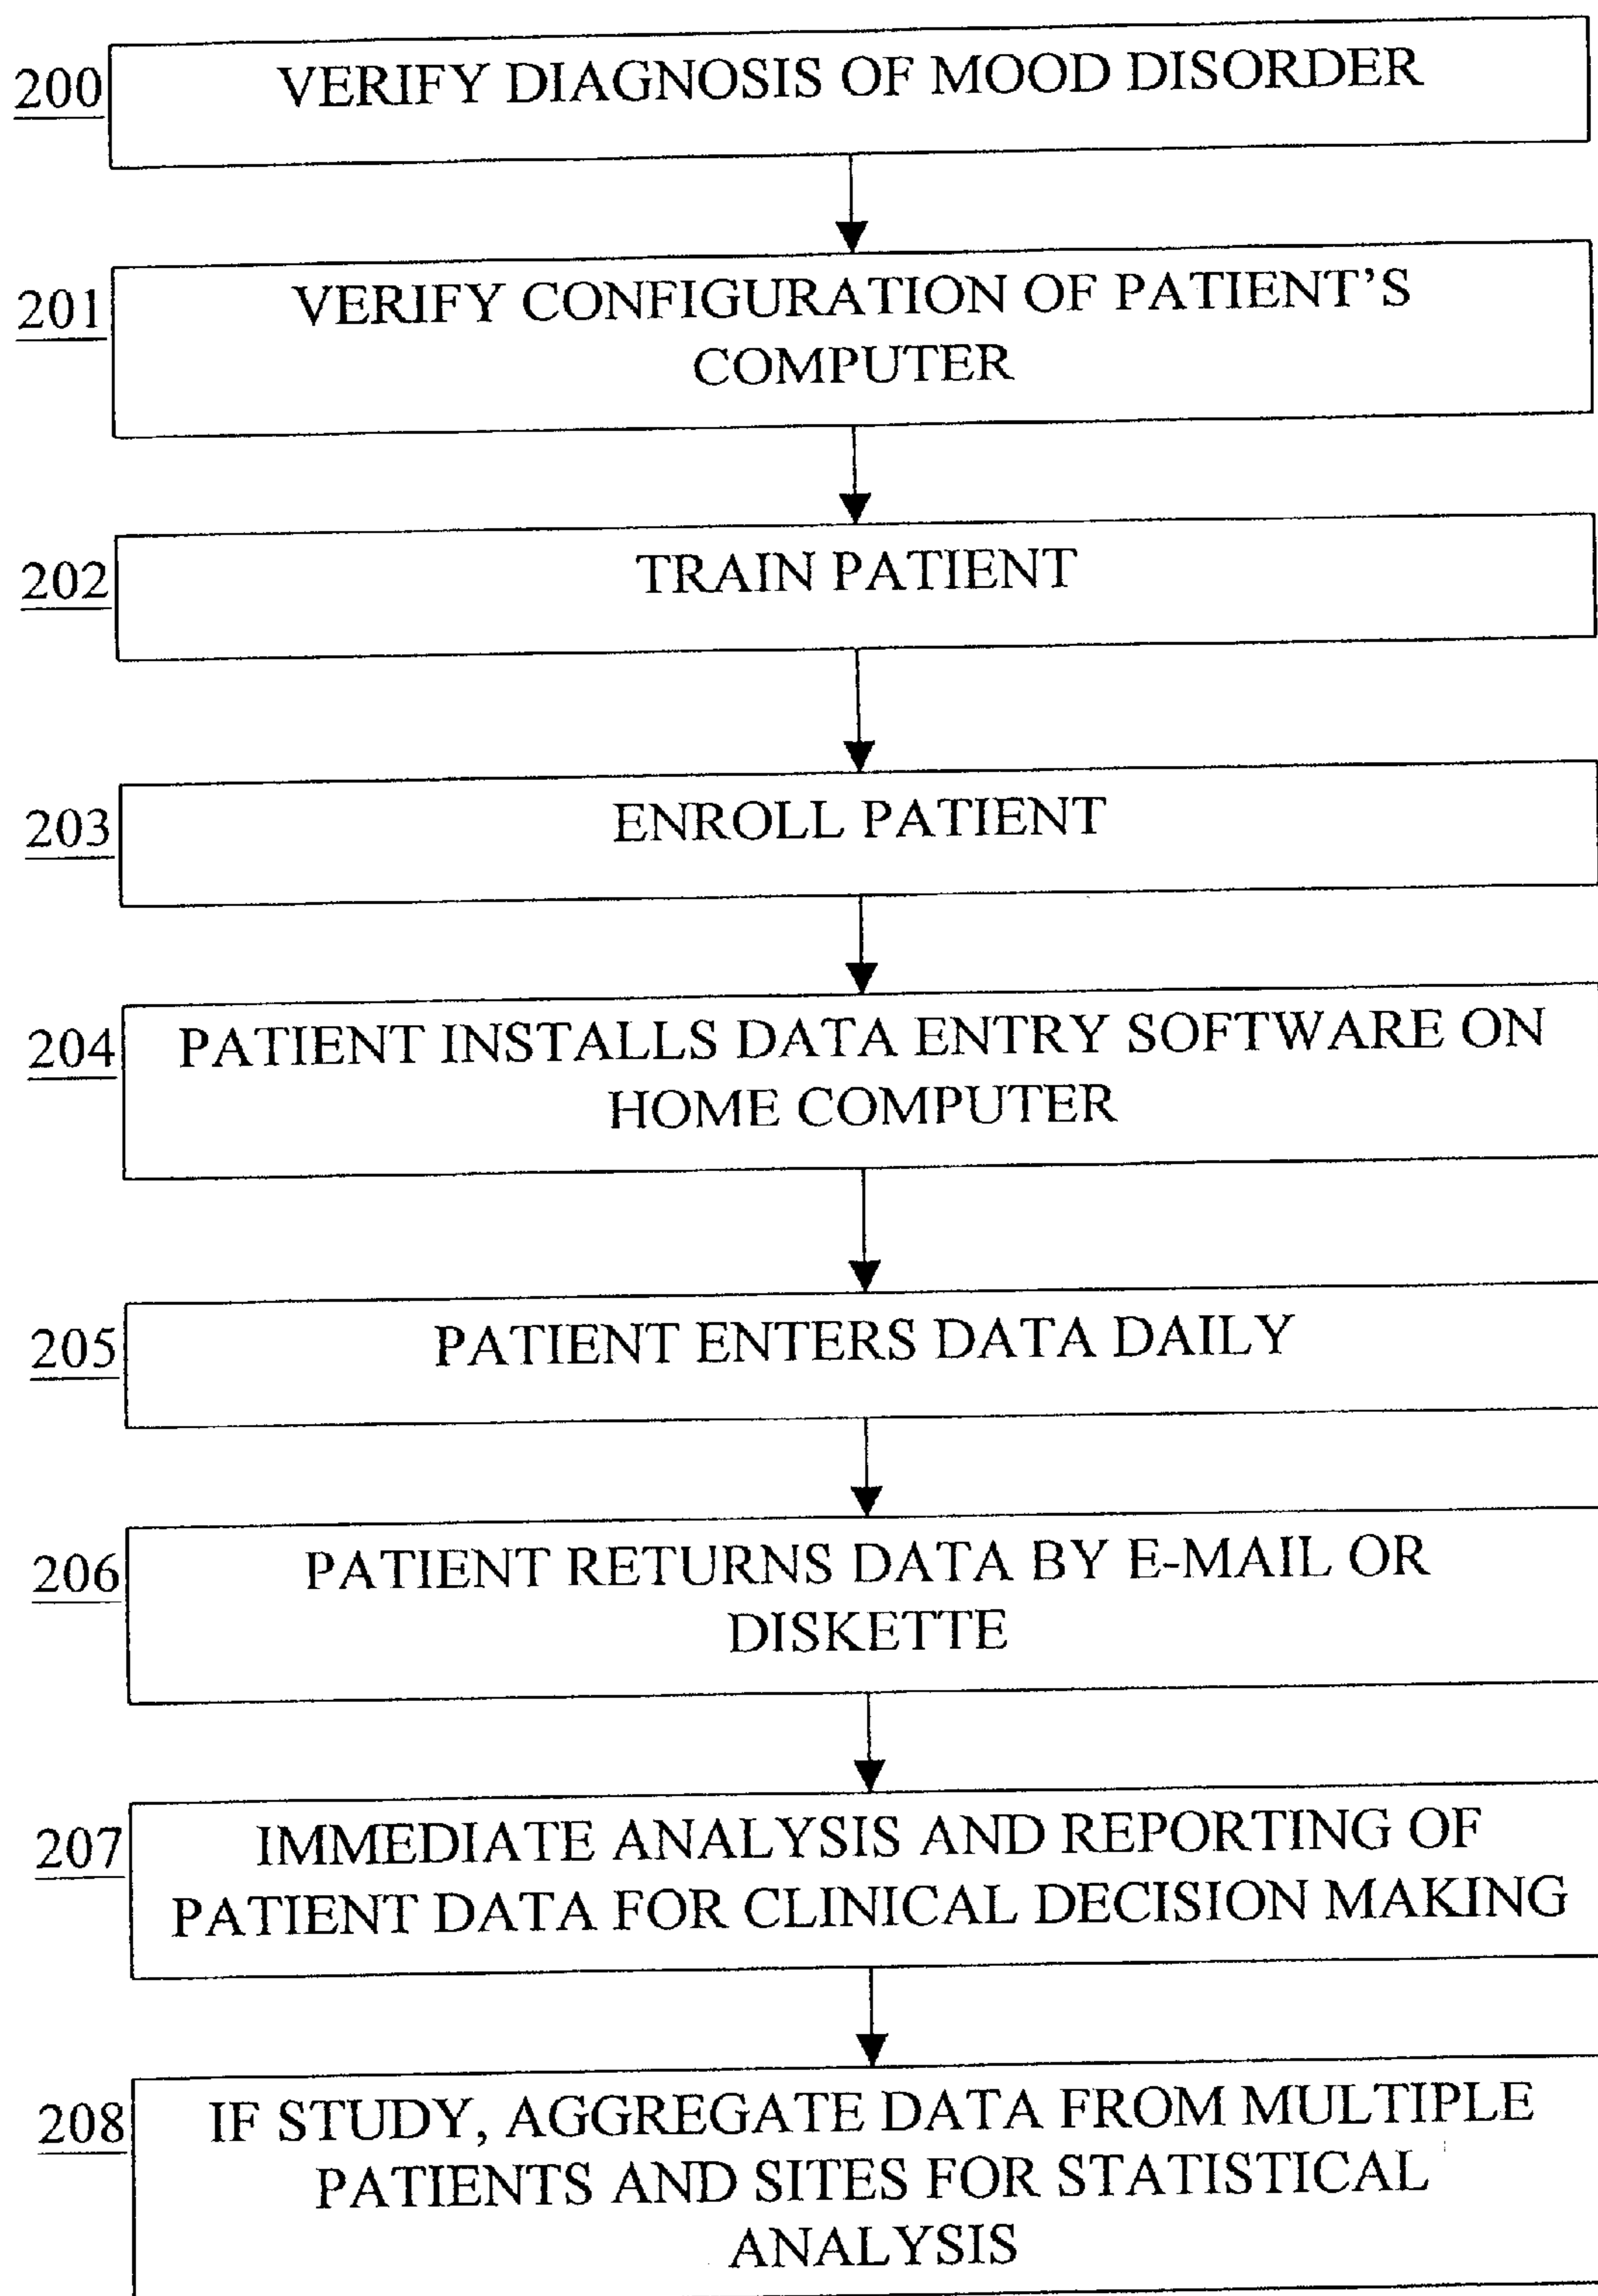 200 VERIFY DIAGNOSIS OF MOOD DISORDER
201 VERIFY CONFIGURATION OF PATIENT'S
COMPUTER
202 TRAIN PATIENT
203 ENROLL PATIENT
204 PATIENT INSTALLS DATA ENTRY SOFTWARE ON
HOME COMPUTER
205 PATIENT ENTERS DATA DAILY
206 PATIENT RETURNS DATA BY E-MAIL OR
DISKETTE
207 IMMEDIATE ANALYSIS AND REPORTING OF
PATIENT DATA FOR CLINICAL DECISION MAKING
208 IF STUDY, AGGREGATE DATA FROM MULTIPLE
PATIENTS AND SITES FOR STATISTICAL
ANALYSIS